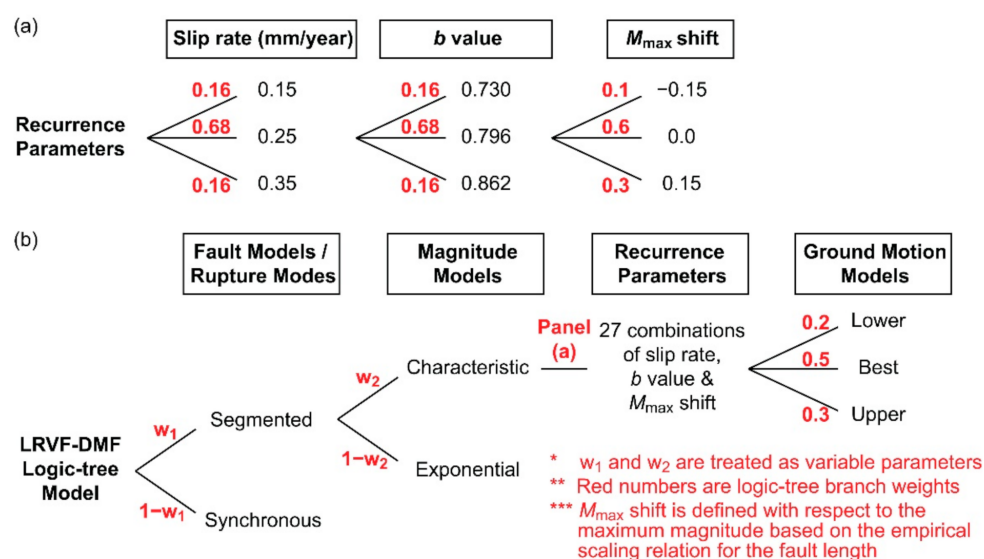 (a)
Slip rate (mm/year)
b value
Mmax shift
Recurrence
Parameters
0.16 0.15
0.68 0.25
0.16 0.35
0.16 0.730
0.68 0.796
0.16 0.862
0.1 −0.15
0.6 0.0
0.3 0.15
(b)
Fault Models /
Rupture Modes
Magnitude
Models
Recurrence
Parameters
Ground Motion
Models
LRVF-DMF
Logic-tree
Model
w1
Segmented
1−w1
Synchronous
w2
Characteristic
1−w2
Exponential
Panel
(a)
27 combinations
of slip rate,
b value &
Mmax shift
0.2 Lower
0.5 Best
0.3 Upper
* w1 and w2 are treated as variable parameters
** Red numbers are logic-tree branch weights
*** Mmax shift is defined with respect to the
maximum magnitude based on the empirical
scaling relation for the fault length